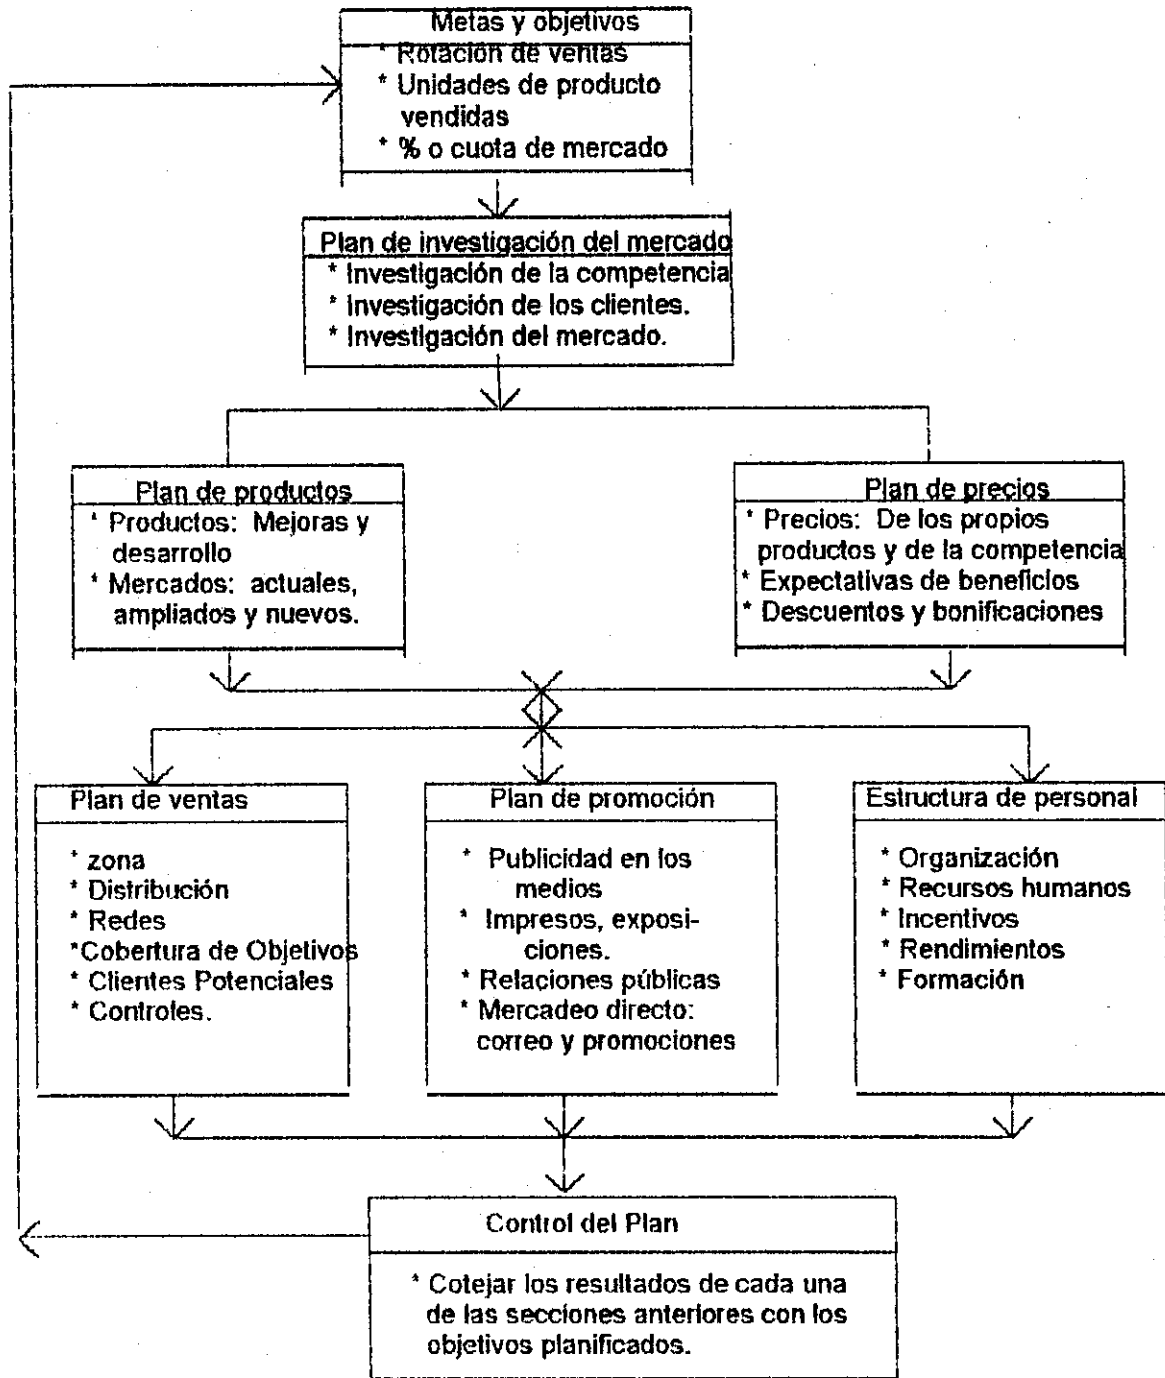 Metas y objetivos
* Rotación de ventas
* Unidades de producto
vendidas
* % o cuota de mercado
Plan de investigación del mercado
* Investigación de la competencia
* Investigación de los clientes.
* Investigación del mercado.
Plan de productos
* Productos: Mejoras y
desarrollo
* Mercados: actuales,
ampliados y nuevos.
Plan de precios
* Precios: De los propios
productos y de la competencia
* Expectativas de beneficios
* Descuentos y bonificaciones
Plan de ventas
* zona
* Distribución
* Redes
*Cobertura de Objetivos
* Clientes Potenciales
* Controles.
Plan de promoción
* Publicidad en los
medios
* Impresos, exposi-
ciones.
* Relaciones públicas
* Mercadeo directo:
correo y promociones
Estructura de personal
* Organización
* Recursos humanos
* Incentivos
* Rendimientos
* Formación
Control del Plan
* Cotejar los resultados de cada una
de las secciones anteriores con los
objetivos planificados.